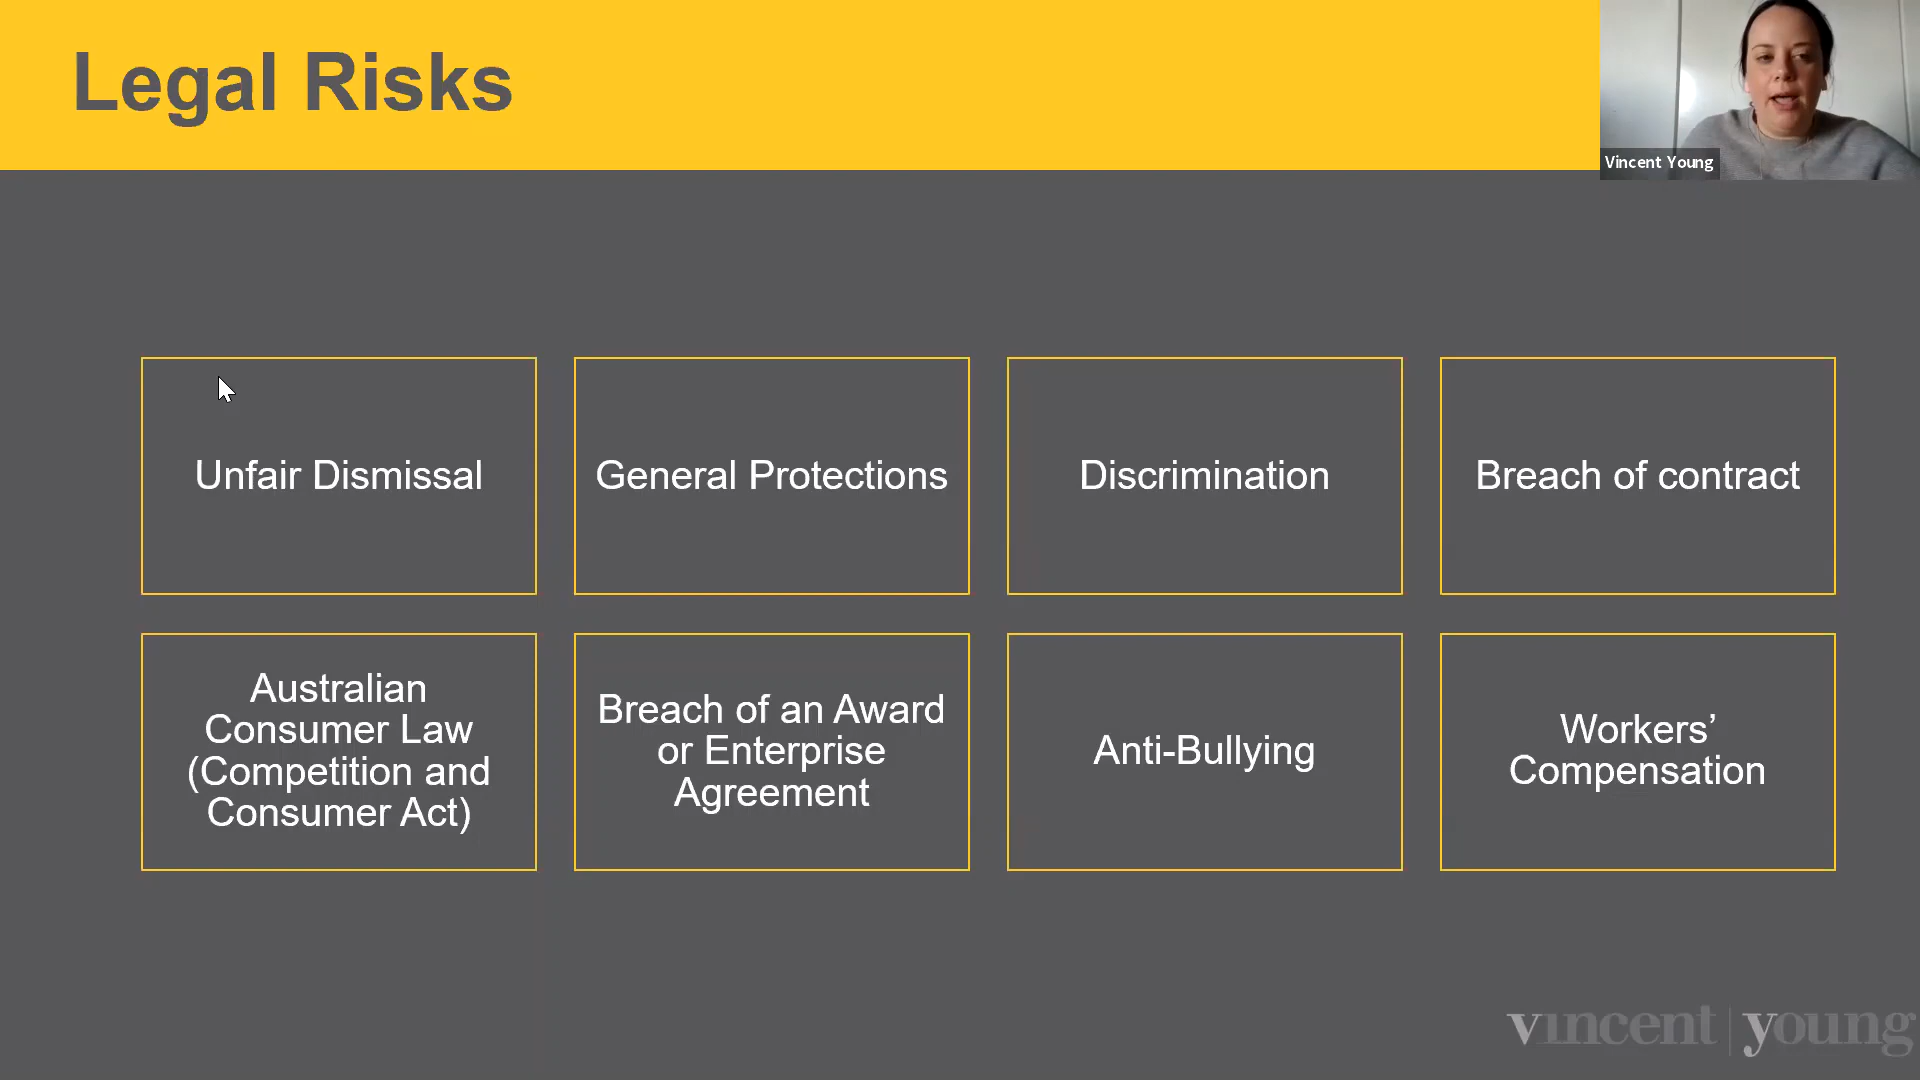 Legal Risks
Vincent Young
Unfair Dismissal
General Protections
Discrimination
Breach of contract
Australian
Consumer Law
(Competition and
Consumer Act)
Breach of an Award
or Enterprise
Agreement
Anti-Bullying
Workers’
Compensation
vincent young